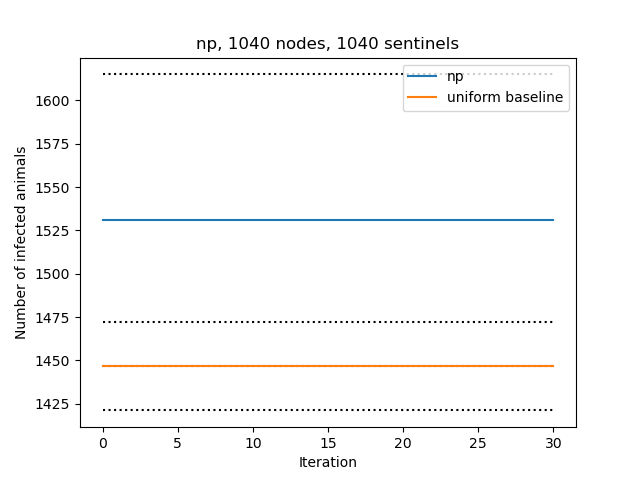 np, 1040 nodes, 1040 sentinels
np
uniform baseline
Number of infected animals
1600
1575
1550
1525
1500
1475
1450
1425
0 5 10 15 20 25 30
Iteration